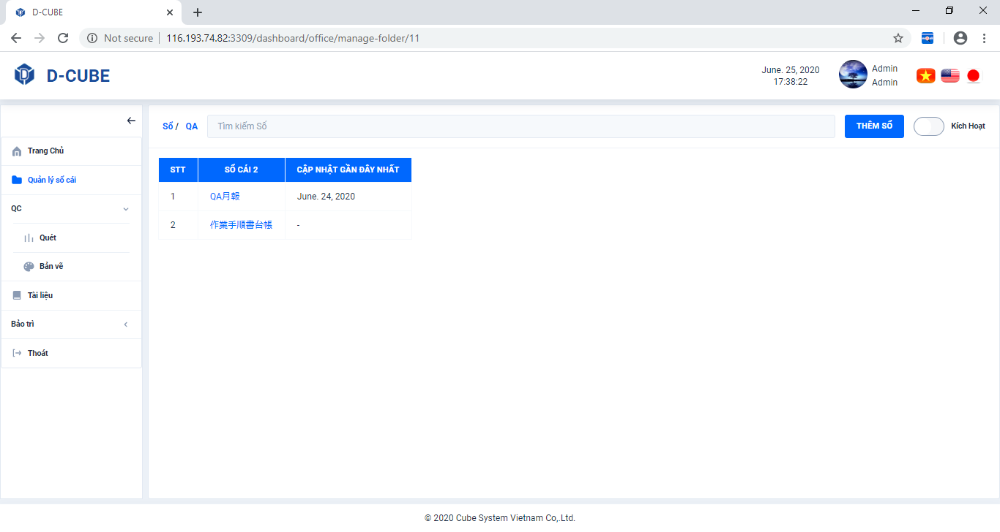 D-CUBE
Not secure
116.193.74.82:3309/dashboard/office/manage-folder/11
D-CUBE
June. 25, 2020
17:38:22
Admin
Admin
Sổ / QA
Tìm kiếm Sổ
THÊM SỔ
Kích Hoạt
Trang Chủ
Quản lý sổ cái
QC
Quét
Bản vẽ
Tài liệu
Bảo trì
Thoát
STT SỔ CÁI 2 CẬP NHẬT GẦN ĐÂY NHẤT
1 QA月報 June. 24, 2020
2 作業手順書台帳 -
© 2020 Cube System Vietnam Co,.Ltd.